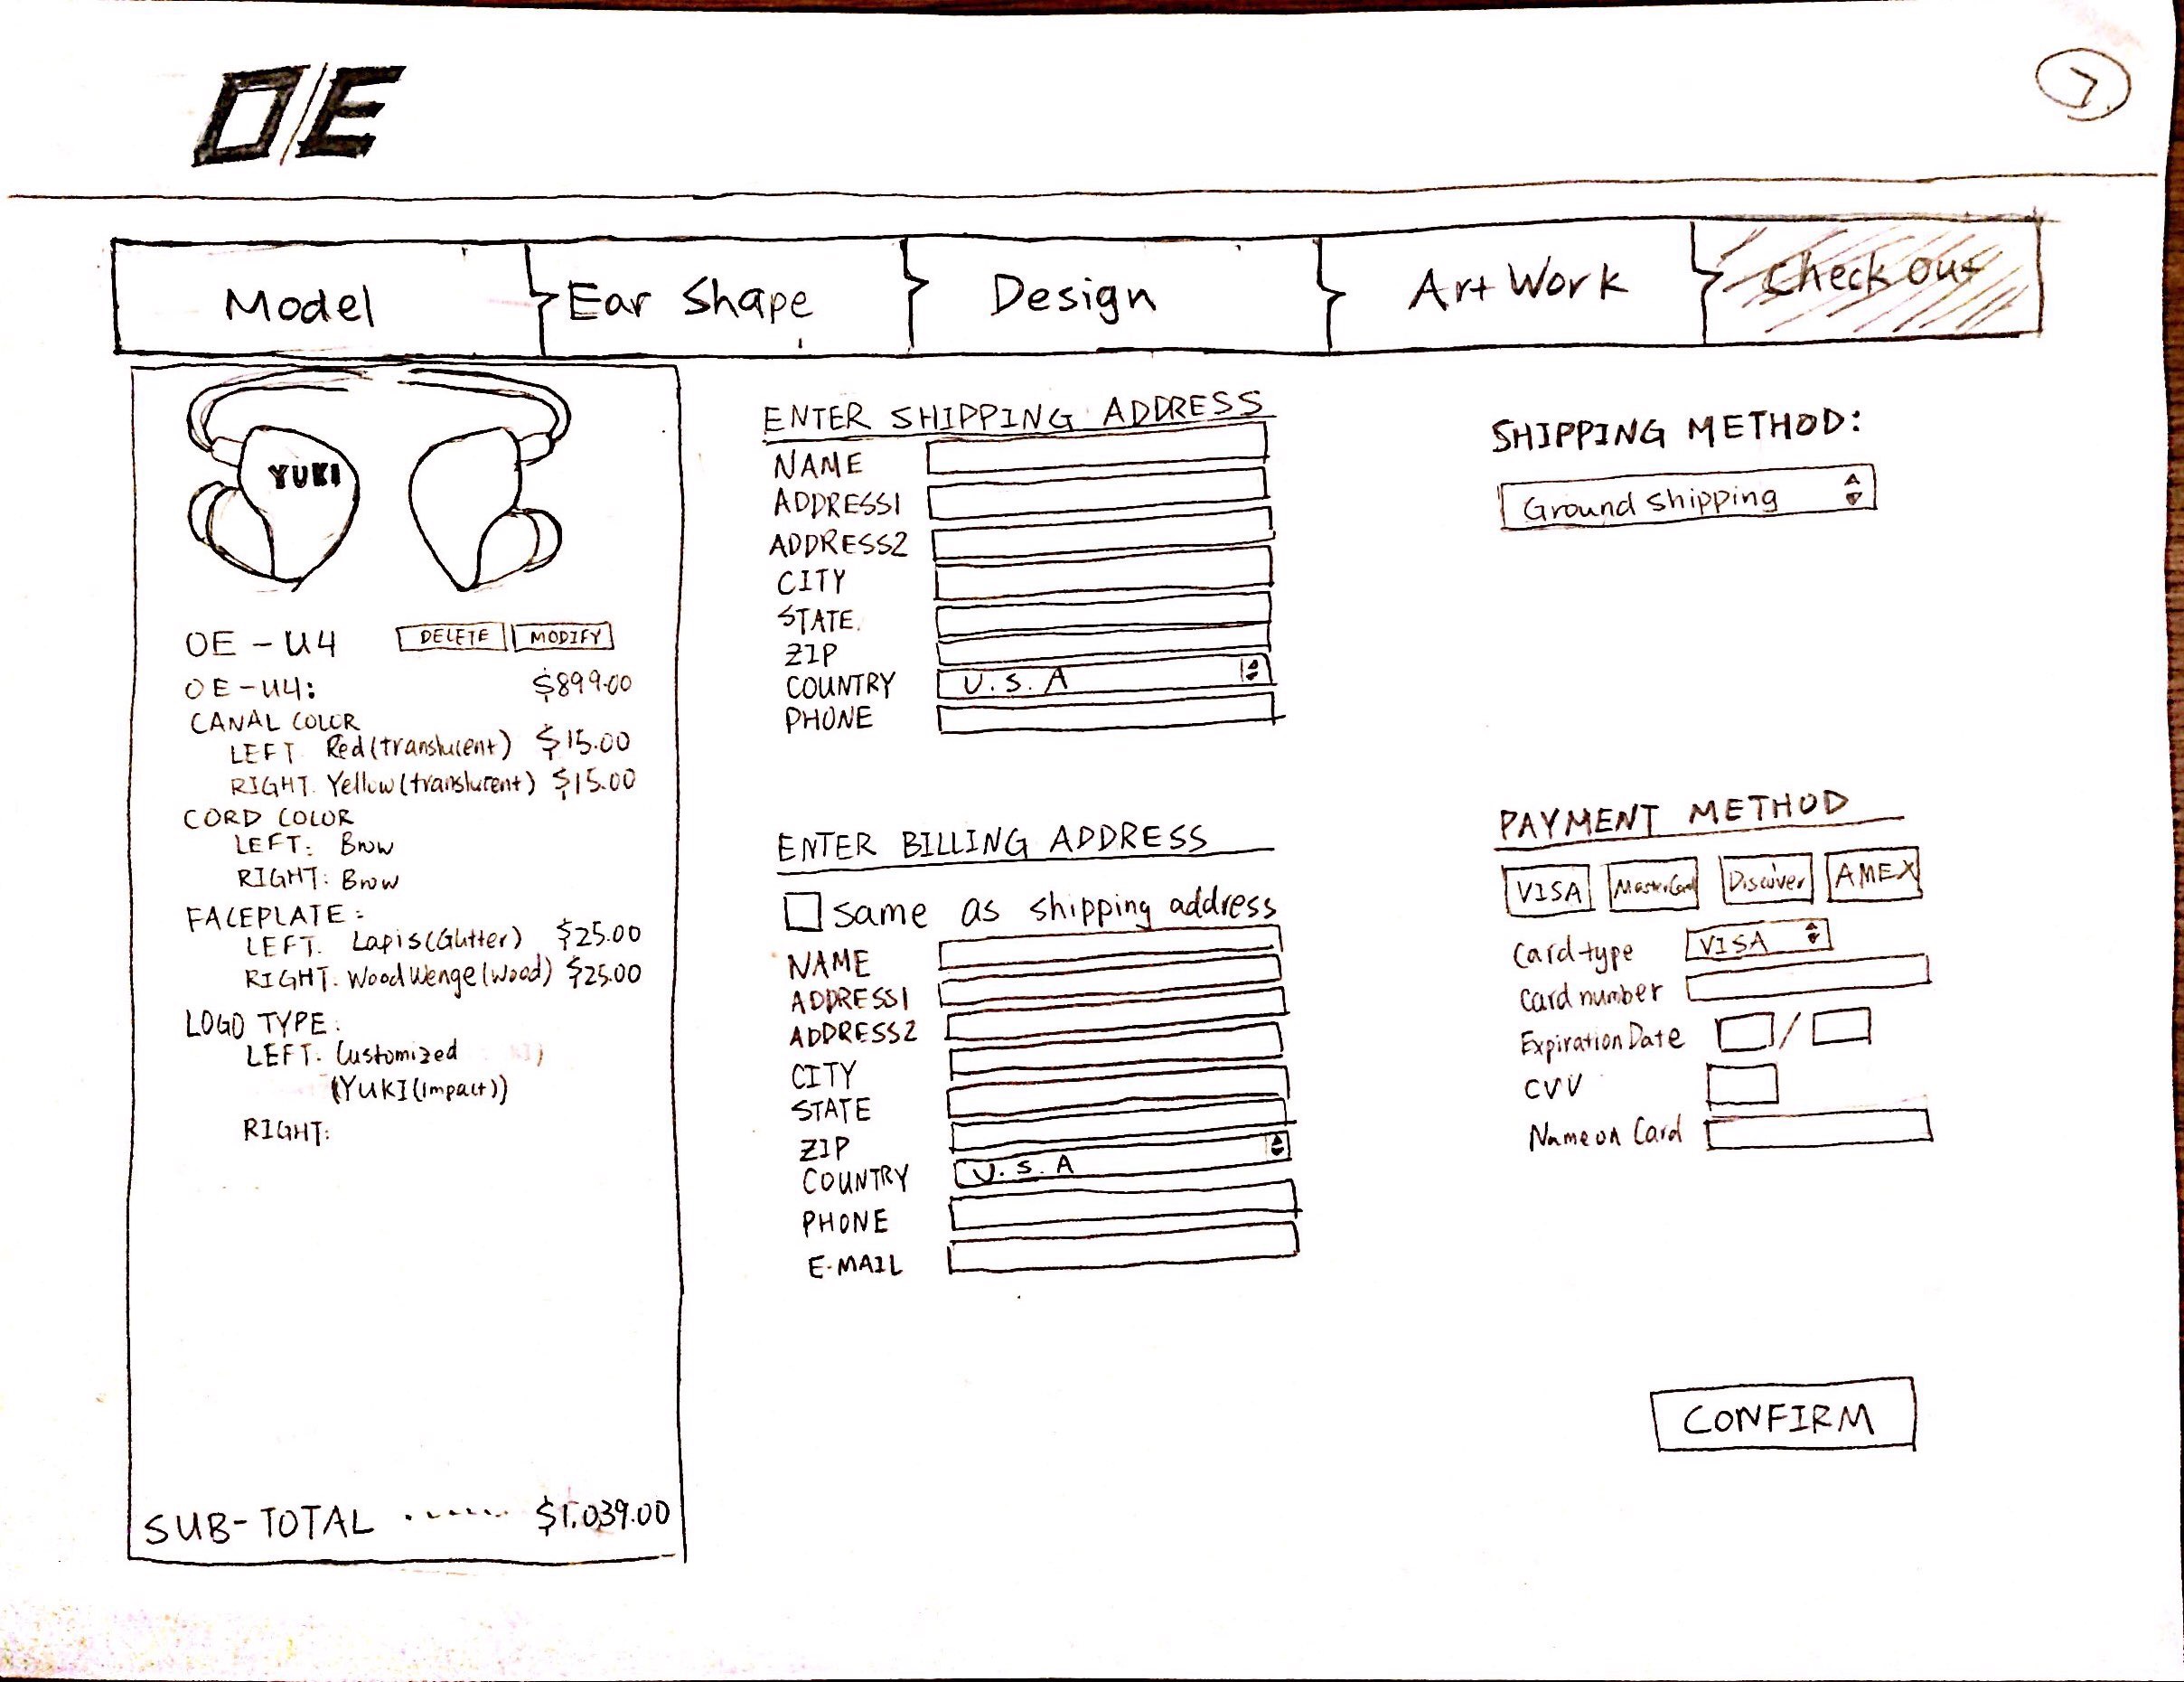 O/E
7.
Model
Ear Shape
Design
Art Work
Check out
YUKI
OE-U4 DELETE MODIFY
OE-U4: $899.00
CANAL COLOR
LEFT. Red(translucent) $15.00
RIGHT. Yellow(translucent) $15.00
CORD COLOR
LEFT: Brow
RIGHT: Brow
FACEPLATE:
LEFT. Lapis(Glitter) $25.00
RIGHT. Wood Wenge(wood) $25.00
LOGO TYPE:
LEFT: Customized
(YUKI(Impact))
RIGHT:
SUB-TOTAL ...... $1,039.00
ENTER SHIPPING ADDRESS
NAME
ADDRESS1
ADDRESS2
CITY
STATE.
ZIP
COUNTRY U.S.A
PHONE
ENTER BILLING ADDRESS
same as shipping address
NAME
ADDRESS1
ADDRESS2
CITY
STATE
ZIP
COUNTRY U.S.A
PHONE
E-MAIL
SHIPPING METHOD:
Ground shipping
PAYMENT METHOD
VISA MasterCard Discover AMEX
Card type VISA
Card number
Expiration Date /
CVV
Name on Card
CONFIRM